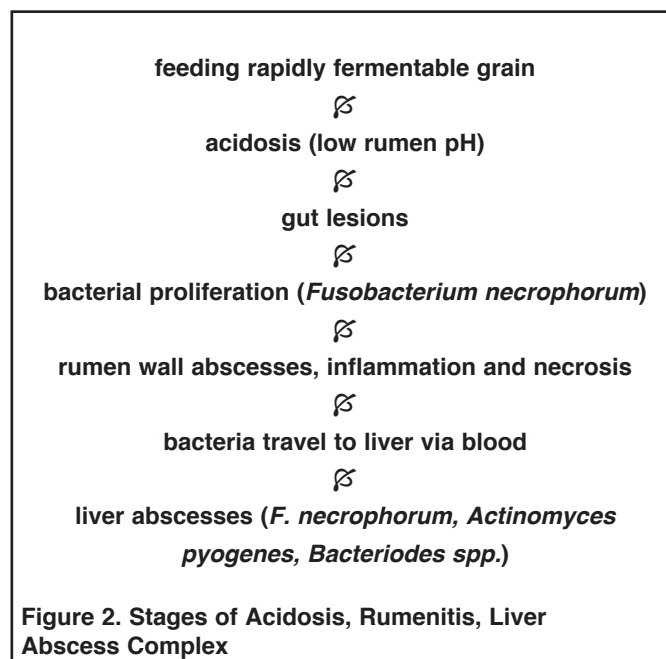 feeding rapidly fermentable grain
acidosis (low rumen pH)
gut lesions
bacterial proliferation (Fusobacterium necrophorum)
rumen wall abscesses, inflammation and necrosis
bacteria travel to liver via blood
liver abscesses (F. necrophorum, Actinomyces
pyogenes, Bacteriodes spp.)
Figure 2. Stages of Acidosis, Rumenitis, Liver
Abscess Complex